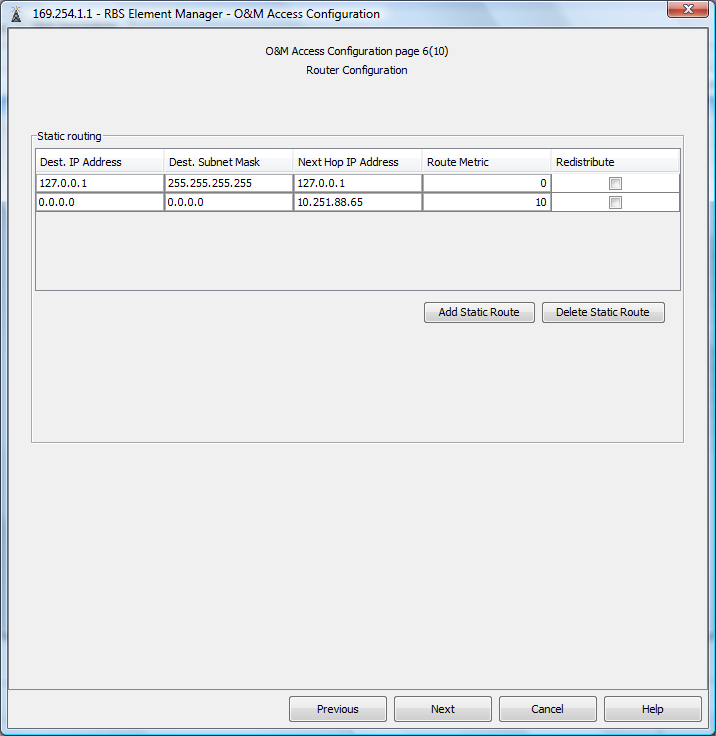 169.254.1.1 - RBS Element Manager - O&M Access Configuration
O&M Access Configuration page 6(10)
Router Configuration
Static routing
Dest. IP Address Dest. Subnet Mask Next Hop IP Address Route Metric Redistribute
127.0.0.1 255.255.255.255 127.0.0.1 0
0.0.0.0 0.0.0.0 10.251.88.65 10
Add Static Route Delete Static Route
Previous Next Cancel Help